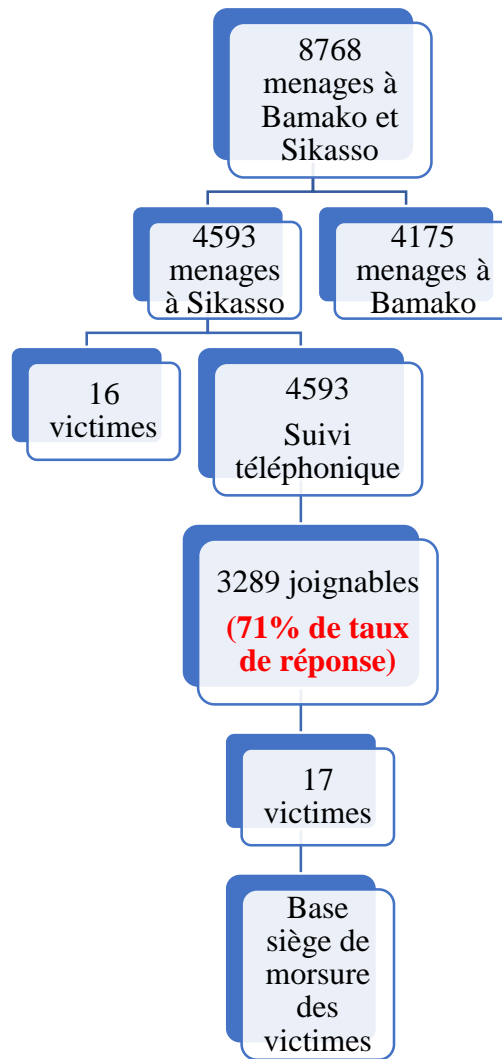 8768
menages à
Bamako et
Sikasso
4593
menages
à Sikasso
4175
menages à
Bamako
16
victimes
4593
Suivi
téléphonique
3289 joignables
(71% de taux
de réponse)
17
victimes
Base
siège de
morsure
des
victimes